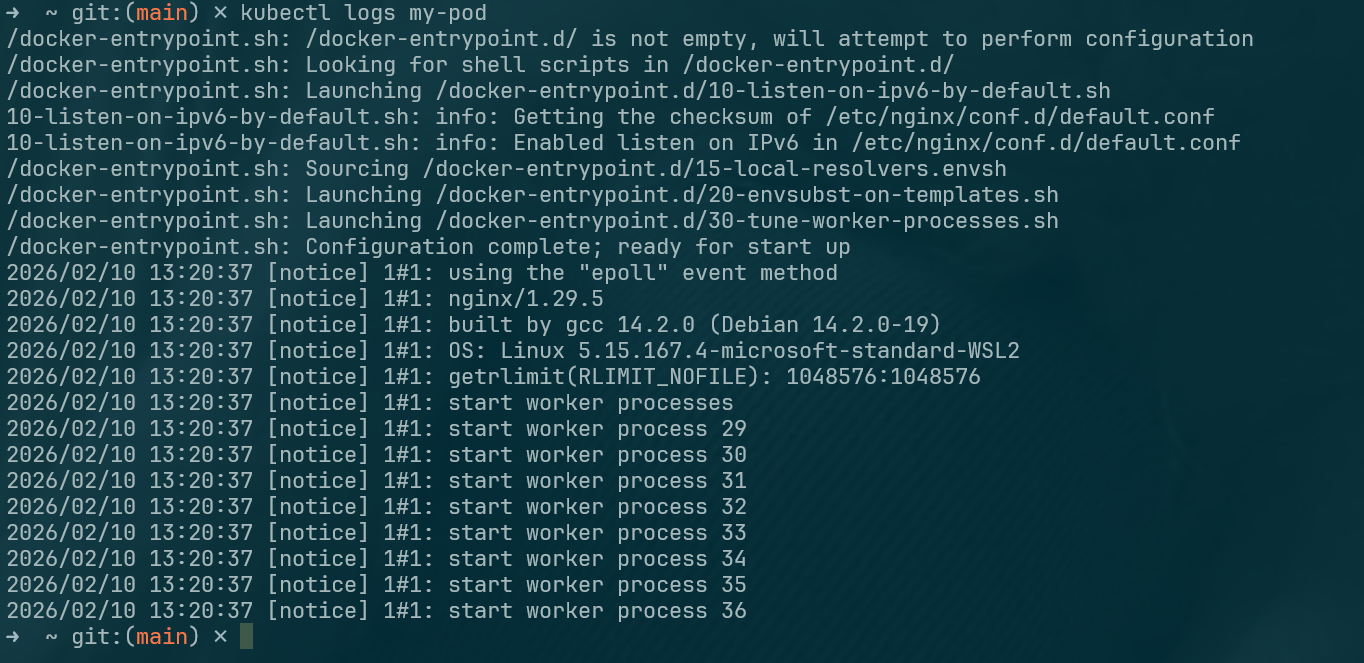 →  ~ git:(main) ✕ kubectl logs my-pod
/docker-entrypoint.sh: /docker-entrypoint.d/ is not empty, will attempt to perform configuration
/docker-entrypoint.sh: Looking for shell scripts in /docker-entrypoint.d/
/docker-entrypoint.sh: Launching /docker-entrypoint.d/10-listen-on-ipv6-by-default.sh
10-listen-on-ipv6-by-default.sh: info: Getting the checksum of /etc/nginx/conf.d/default.conf
10-listen-on-ipv6-by-default.sh: info: Enabled listen on IPv6 in /etc/nginx/conf.d/default.conf
/docker-entrypoint.sh: Sourcing /docker-entrypoint.d/15-local-resolvers.envsh
/docker-entrypoint.sh: Launching /docker-entrypoint.d/20-envsubst-on-templates.sh
/docker-entrypoint.sh: Launching /docker-entrypoint.d/30-tune-worker-processes.sh
/docker-entrypoint.sh: Configuration complete; ready for start up
2026/02/10 13:20:37 [notice] 1#1: using the "epoll" event method
2026/02/10 13:20:37 [notice] 1#1: nginx/1.29.5
2026/02/10 13:20:37 [notice] 1#1: built by gcc 14.2.0 (Debian 14.2.0-19)
2026/02/10 13:20:37 [notice] 1#1: OS: Linux 5.15.167.4-microsoft-standard-WSL2
2026/02/10 13:20:37 [notice] 1#1: getrlimit(RLIMIT_NOFILE): 1048576:1048576
2026/02/10 13:20:37 [notice] 1#1: start worker processes
2026/02/10 13:20:37 [notice] 1#1: start worker process 29
2026/02/10 13:20:37 [notice] 1#1: start worker process 30
2026/02/10 13:20:37 [notice] 1#1: start worker process 31
2026/02/10 13:20:37 [notice] 1#1: start worker process 32
2026/02/10 13:20:37 [notice] 1#1: start worker process 33
2026/02/10 13:20:37 [notice] 1#1: start worker process 34
2026/02/10 13:20:37 [notice] 1#1: start worker process 35
2026/02/10 13:20:37 [notice] 1#1: start worker process 36
→  ~ git:(main) ✕